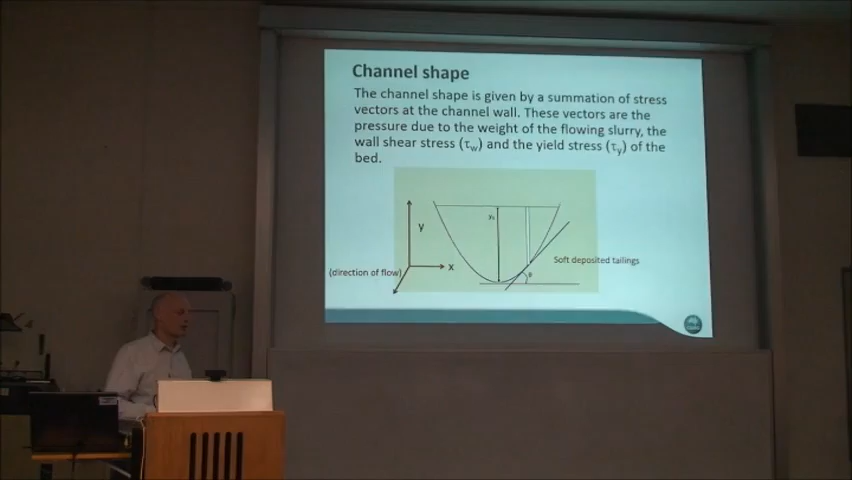 Channel shape
The channel shape is given by a summation of stress
vectors at the channel wall. These vectors are the
pressure due to the weight of the flowing slurry, the
wall shear stress (τw) and the yield stress (τy) of the
bed.
y
x
(direction of flow)
Soft deposited tailings